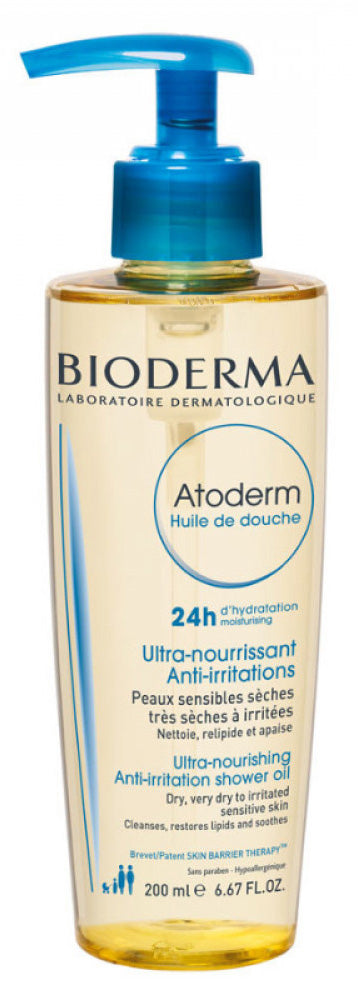 BIODERMA
LABORATOIRE DERMATOLOGIQUE
Atoderm
Huile de douche
24h d'hydratation
moisturising
Ultra-nourrissant
Anti-irritations
Peaux sensibles sèches
très sèches à irritées
Nettoie, relipide et apaise
Ultra-nourishing
Anti-irritation shower oil
Dry, very dry to irritated
sensitive skin
Cleanses, restores lipids and soothes
Brevet/Patent SKIN BARRIER THERAPY™
Sans paraben - Hypoallergénique
200 ml e 6.67 FL.OZ.